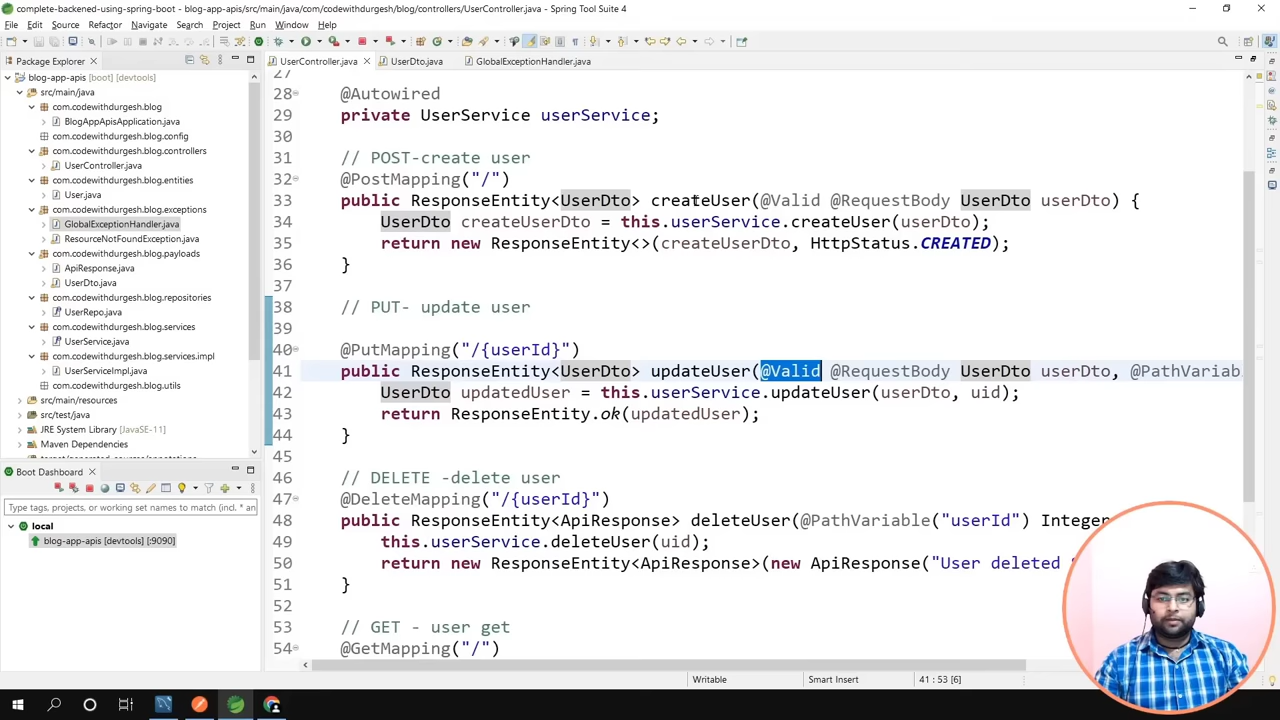 complete-backened-using-spring-boot - blog-app-apis/src/main/java/com/codewithdurgesh/blog/controllers/UserController.java - Spring Tool Suite 4
File Edit Source Refactor Navigate Search Project Run Window Help
Package Explorer
blog-app-apis [boot] [devtools]
src/main/java
com.codewithdurgesh.blog
BlogAppApisApplication.java
com.codewithdurgesh.blog.config
com.codewithdurgesh.blog.controllers
UserController.java
com.codewithdurgesh.blog.entities
User.java
com.codewithdurgesh.blog.exceptions
GlobalExceptionHandler.java
ResourceNotFoundException.java
com.codewithdurgesh.blog.payloads
ApiResponse.java
UserDto.java
com.codewithdurgesh.blog.repositories
UserRepo.java
com.codewithdurgesh.blog.services
UserService.java
com.codewithdurgesh.blog.services.impl
UserServiceImpl.java
com.codewithdurgesh.blog.utils
src/main/resources
src/test/java
JRE System Library [JavaSE-11]
Maven Dependencies
Boot Dashboard
Type tags, projects, or working set names to match (incl. * an
local
blog-app-apis [devtools] [:9090]
UserController.java UserDto.java GlobalExceptionHandler.java
27
28 @Autowired
29 private UserService userService;
30
31 // POST-create user
32 @PostMapping("/")
33 public ResponseEntity<UserDto> createUser(@Valid @RequestBody UserDto userDto) {
34 UserDto createUserDto = this.userService.createUser(userDto);
35 return new ResponseEntity<>(createUserDto, HttpStatus.CREATED);
36 }
37
38 // PUT- update user
39
40 @PutMapping("/{userId}")
41 public ResponseEntity<UserDto> updateUser(@Valid @RequestBody UserDto userDto, @PathVariab
42 UserDto updatedUser = this.userService.updateUser(userDto, uid);
43 return ResponseEntity.ok(updatedUser);
44 }
45
46 // DELETE -delete user
47 @DeleteMapping("/{userId}")
48 public ResponseEntity<ApiResponse> deleteUser(@PathVariable("userId") Integer
49 this.userService.deleteUser(uid);
50 return new ResponseEntity<ApiResponse>(new ApiResponse("User deleted
51 }
52
53 // GET - user get
54 @GetMapping("/")
Writable Smart Insert 41 : 53 [6]